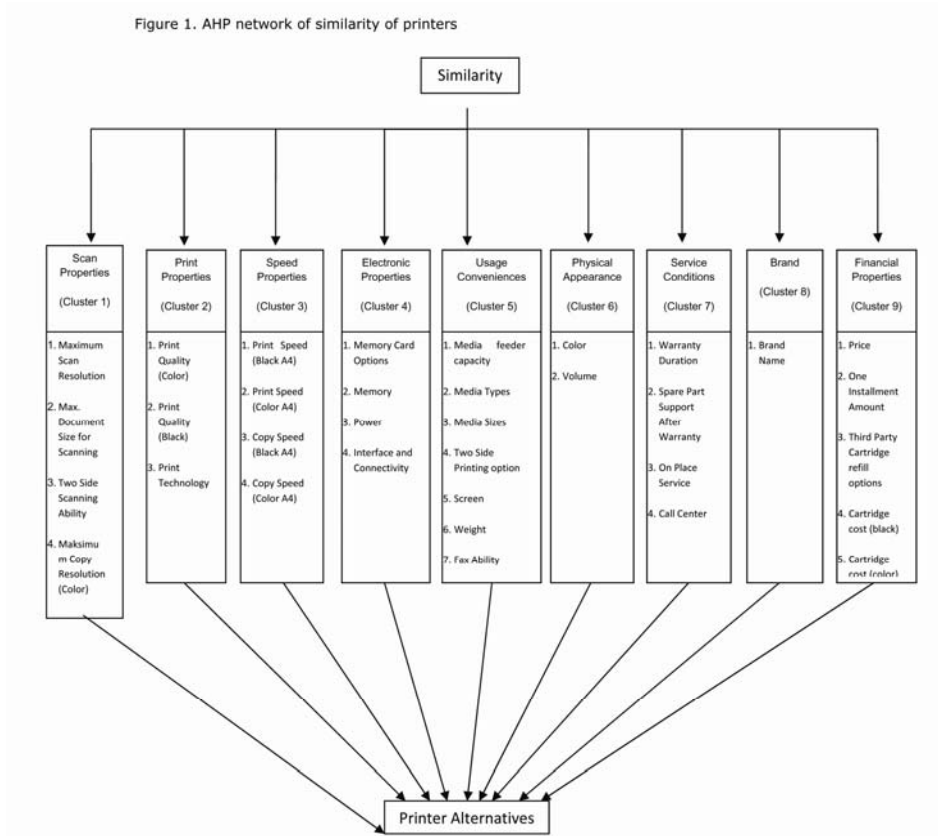 Figure 1. AHP network of similarity of printers
Similarity
Scan
Properties
(Cluster 1)
1. Maximum
Scan
Resolution
2. Max.
Document
Size for
Scanning
3. Two Side
Scanning
Ability
4. Maksimu
m Copy
Resolution
(Color)
Print
Properties
(Cluster 2)
1. Print
Quality
(Color)
2. Print
Quality
(Black)
3. Print
Technology
Speed
Properties
(Cluster 3)
1. Print Speed
(Black A4)
2. Print Speed
(Color A4)
3. Copy Speed
(Black A4)
4. Copy Speed
(Color A4)
Electronic
Properties
(Cluster 4)
1. Memory Card
Options
2. Memory
3. Power
4. Interface and
Connectivity
Usage
Conveniences
(Cluster 5)
1. Media feeder
capacity
2. Media Types
3. Media Sizes
4. Two Side
Printing option
5. Screen
6. Weight
7. Fax Ability
Physical
Appearance
(Cluster 6)
1. Color
2. Volume
Service
Conditions
(Cluster 7)
1. Warranty
Duration
2. Spare Part
Support
After
Warranty
3. On Place
Service
4. Call Center
Brand
(Cluster 8)
1. Brand
Name
Financial
Properties
(Cluster 9)
1. Price
2. One
Installment
Amount
3. Third Party
Cartridge
refill
options
4. Cartridge
cost (black)
5. Cartridge
cost (color)
Printer Alternatives